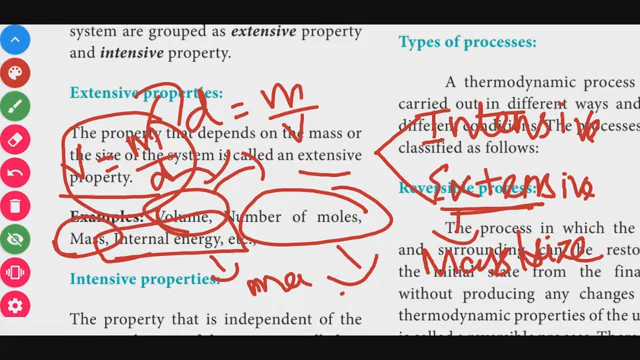 system are grouped as extensive
property and intensive property.
Extensive properties:
d = m
V
V = m
d
The property that depends on the mass or
the size of the system is called an extensive
property.
Examples: Volume, Number of moles,
Mass, Internal energy, etc.,
Intensive properties:
The property that is independent of the
Types of processes:
A thermodynamic process
carried out in different ways and
different conditions. The processes
classified as follows:
Intensive
Extensive
Mass/size
Reversible process:
The process in which the
and surrounding can be resto
the initial state from the fina
without producing any changes
thermodynamic properties of the u